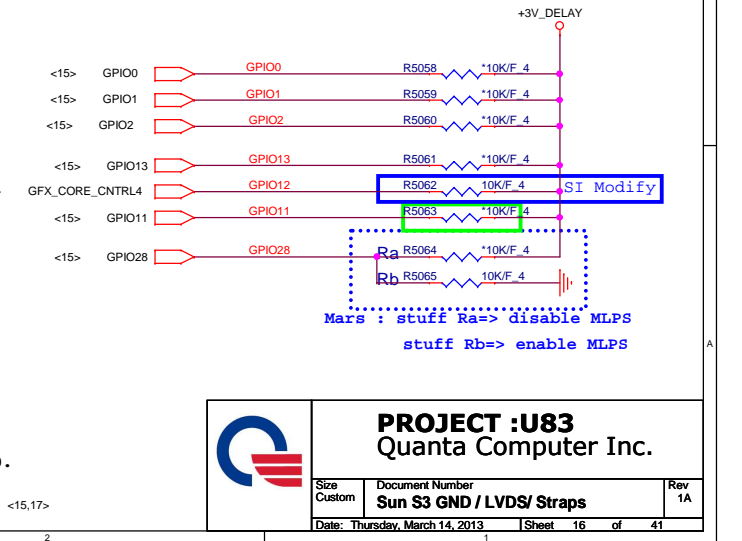 +3V_DELAY
<15> GPIO0 GPIO0 R5058 *10K/F_4
<15> GPIO1 GPIO1 R5059 *10K/F_4
<15> GPIO2 GPIO2 R5060 *10K/F_4
<15> GPIO13 GPIO13 R5061 *10K/F_4
GFX_CORE_CNTRL4 GPIO12 R5062 10K/F_4 SI Modify
<15> GPIO11 GPIO11 R5063 *10K/F_4
<15> GPIO28 GPIO28 Ra R5064 *10K/F_4
Rb R5065 10K/F_4
Mars : stuff Ra=> disable MLPS
stuff Rb=> enable MLPS
A
PROJECT :U83
Quanta Computer Inc.
Size Document Number Rev
Custom Sun S3 GND / LVDS/ Straps 1A
Date: Thursday, March 14, 2013 Sheet 16 of 41
<15,17>
2 1